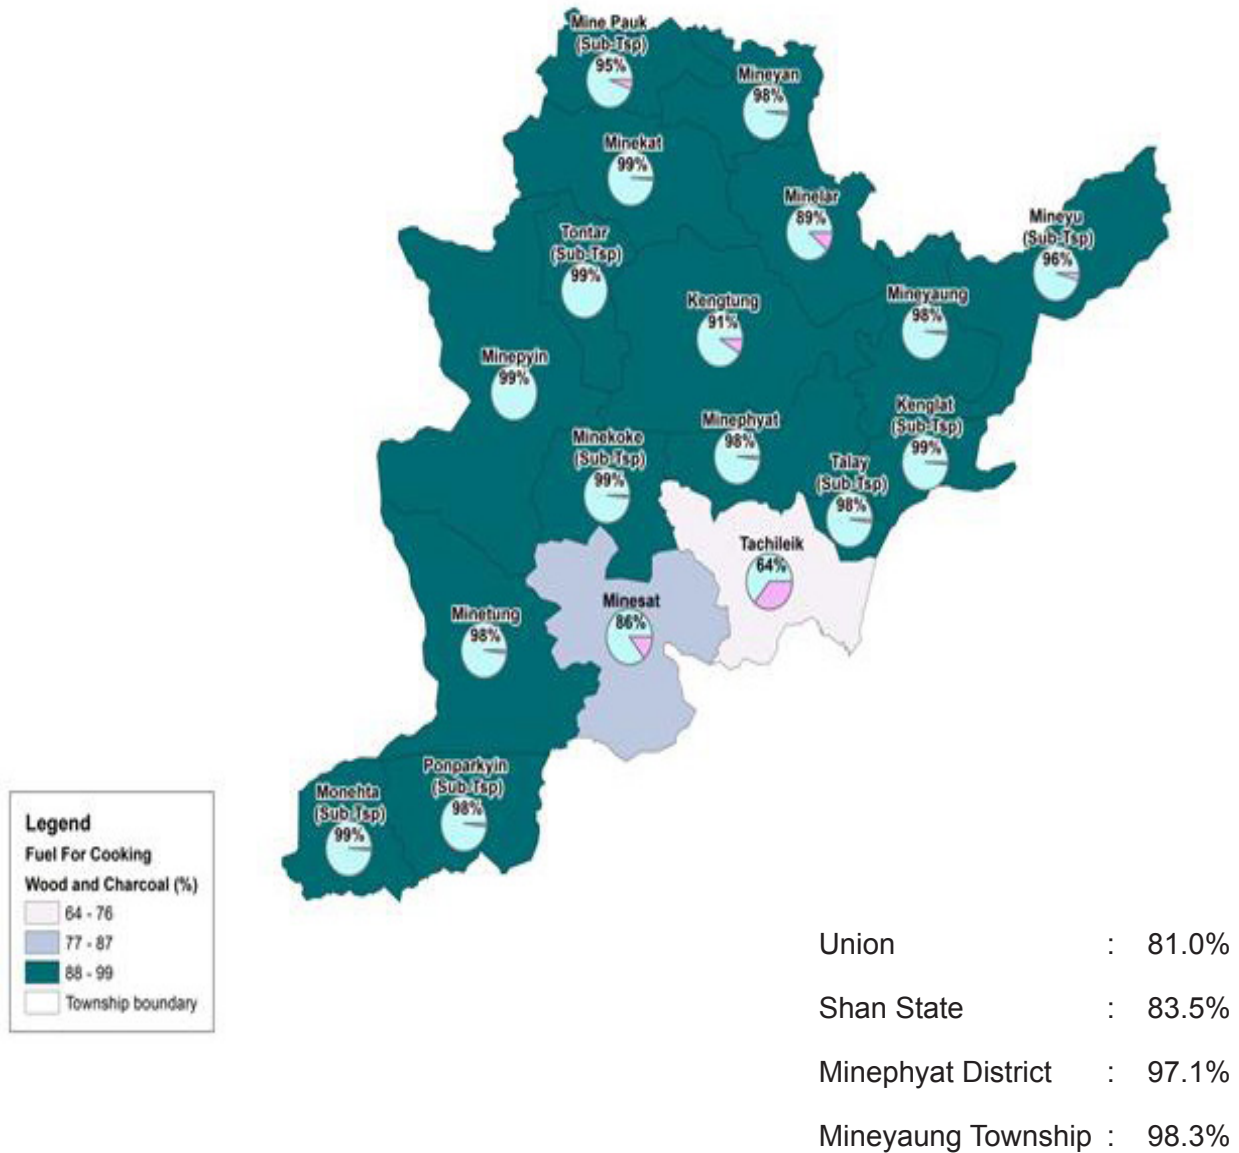 Mine Pauk
(Sub-Tsp)
95%
Mineyan
98%
Minekat
99%
Minelar
89%
Mineyu
(Sub-Tsp)
96%
Tontar
(Sub-Tsp)
99%
Kengtung
91%
Mineyaung
98%
Minepyin
99%
Kenglat
(Sub-Tsp)
99%
Minephyat
98%
Minekoke
(Sub-Tsp)
99%
Talay
(Sub-Tsp)
98%
Tachileik
64%
Minesat
86%
Minetung
98%
Ponparkyin
(Sub-Tsp)
98%
Monehta
(Sub-Tsp)
99%
Legend
Fuel For Cooking
Wood and Charcoal (%)
64 - 76
77 - 87
88 - 99
Township boundary
Union : 81.0%
Shan State : 83.5%
Minephyat District : 97.1%
Mineyaung Township : 98.3%